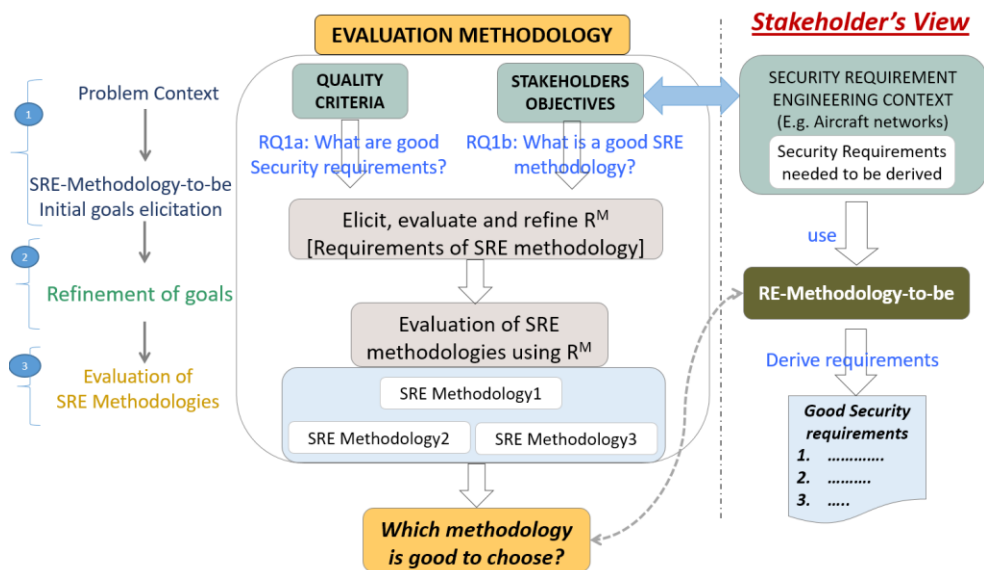 EVALUATION METHODOLOGY
Stakeholder's View
1
Problem Context
SRE-Methodology-to-be
Initial goals elicitation
2
Refinement of goals
3
Evaluation of
SRE Methodologies
QUALITY
CRITERIA
STAKEHOLDERS
OBJECTIVES
RQ1a: What are good
Security requirements?
RQ1b: What is a good SRE
methodology?
Elicit, evaluate and refine Rᴹ
[Requirements of SRE methodology]
Evaluation of SRE
methodologies using Rᴹ
SRE Methodology1
SRE Methodology2
SRE Methodology3
Which methodology
is good to choose?
SECURITY REQUIREMENT
ENGINEERING CONTEXT
(E.g. Aircraft networks)
Security Requirements
needed to be derived
use
RE-Methodology-to-be
Derive requirements
Good Security
requirements
1. ………….
2. ……….
3. …..